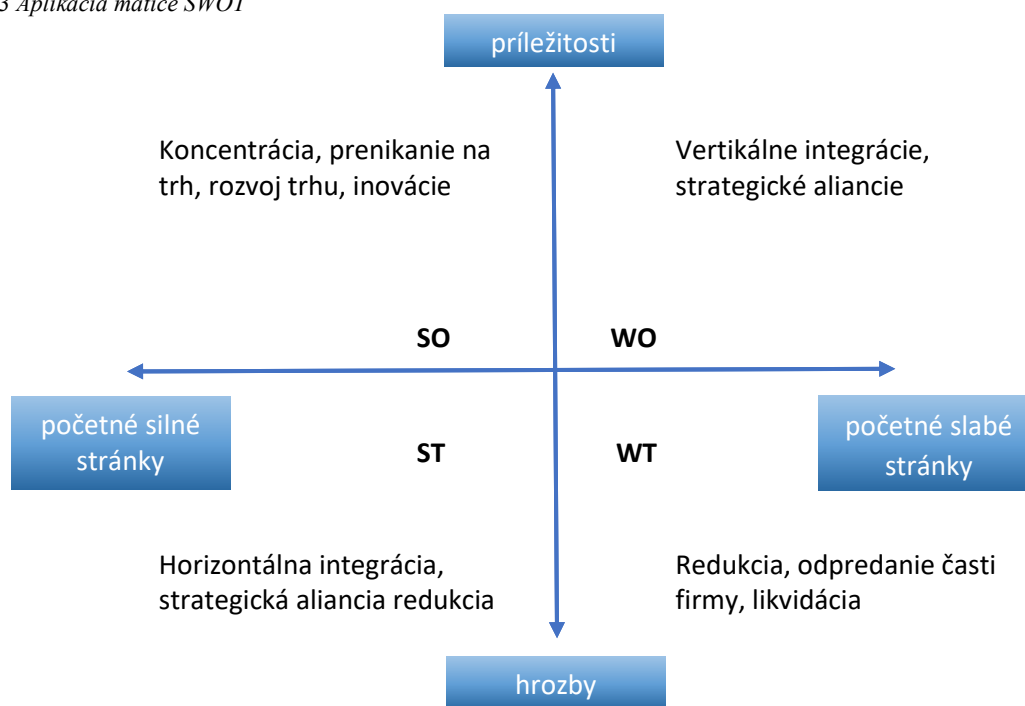 3 Aplikácia matice SWOT
príležitosti
Koncentrácia, prenikanie na
trh, rozvoj trhu, inovácie
Vertikálne integrácie,
strategické aliancie
SO
WO
početné silné
stránky
početné slabé
stránky
ST
WT
Horizontálna integrácia,
strategická aliancia redukcia
Redukcia, odpredanie časti
firmy, likvidácia
hrozby